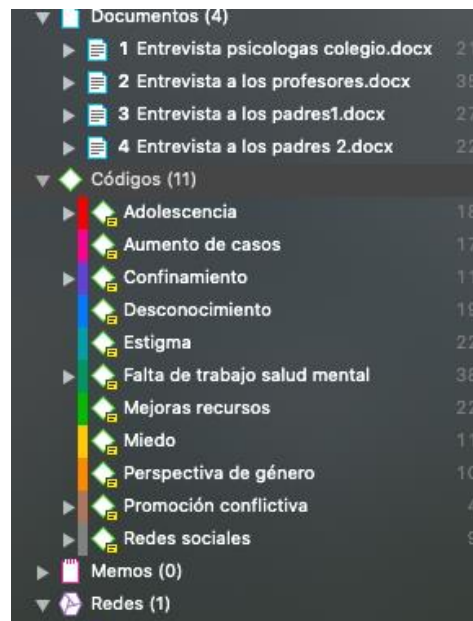 Documentos (4)
1 Entrevista psicologas colegio.docx
2 Entrevista a los profesores.docx
3 Entrevista a los padres1.docx
4 Entrevista a los padres 2.docx
Códigos (11)
Adolescencia
Aumento de casos
Confinamiento
Desconocimiento
Estigma
Falta de trabajo salud mental
Mejoras recursos
Miedo
Perspectiva de género
Promoción conflictiva
Redes sociales
Memos (0)
Redes (1)